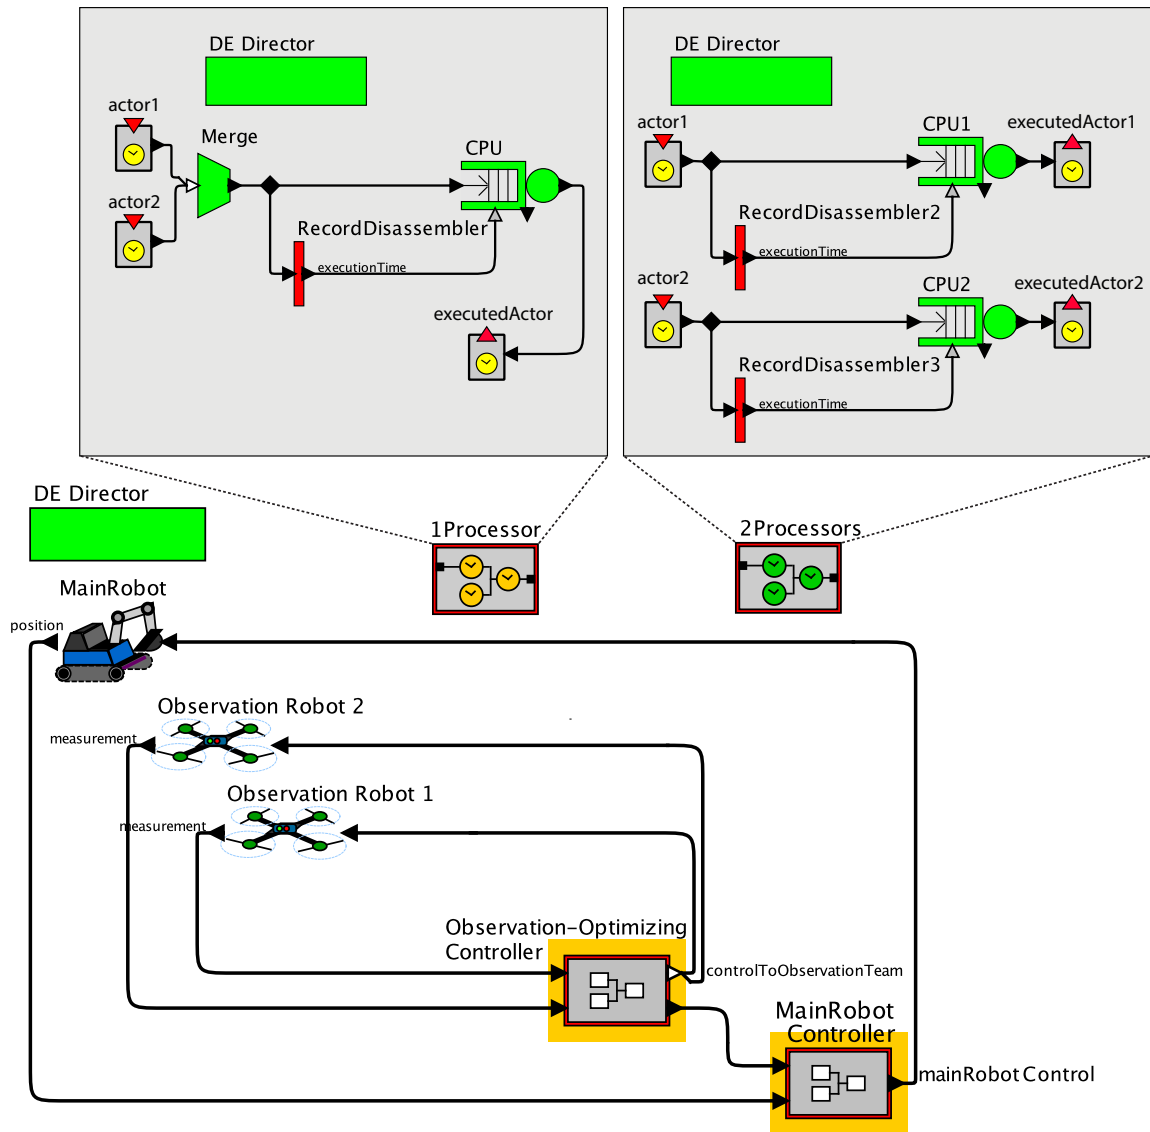 DE Director
actor1
Merge
CPU
actor2
RecordDisassembler
executionTime
executedActor
DE Director
actor1
CPU1
executedActor1
RecordDisassembler2
executionTime
actor2
CPU2
executedActor2
RecordDisassembler3
executionTime
DE Director
1Processor
2Processors
MainRobot
position
Observation Robot 2
measurement
Observation Robot 1
measurement
Observation-Optimizing
Controller
controlToObservationTeam
MainRobot
Controller
mainRobot Control